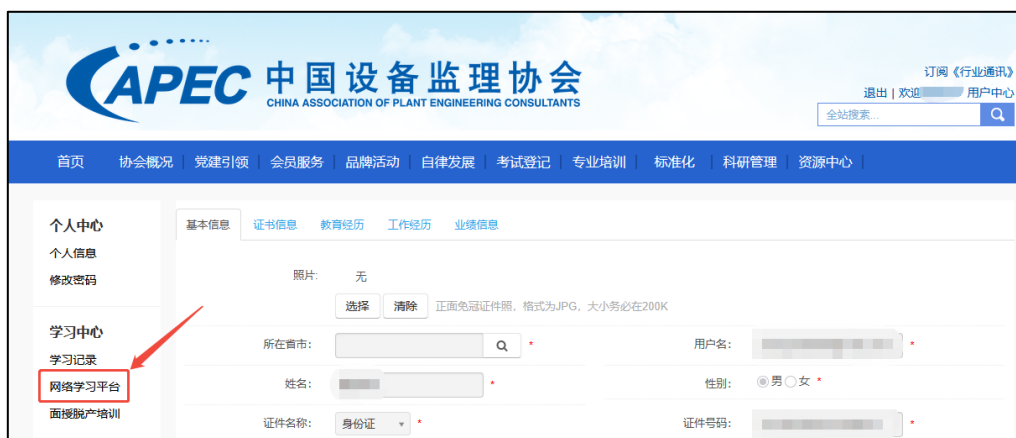 CAPEC 中国设备监理协会
CHINA ASSOCIATION OF PLANT ENGINEERING CONSULTANTS
订阅《行业通讯》
退出 | 欢迎 用户中心
全站搜索...
首页 协会概况 党建引领 会员服务 品牌活动 自律发展 考试登记 专业培训 标准化 科研管理 资源中心
个人中心
个人信息
修改密码
学习中心
学习记录
网络学习平台
面授脱产培训
基本信息 证书信息 教育经历 工作经历 业绩信息
照片: 无
选择 清除 正面免冠证件照，格式为JPG，大小务必在200K
所在省市: * 用户名: *
姓名: * 性别: 男 女 *
证件名称: 身份证 * 证件号码: *